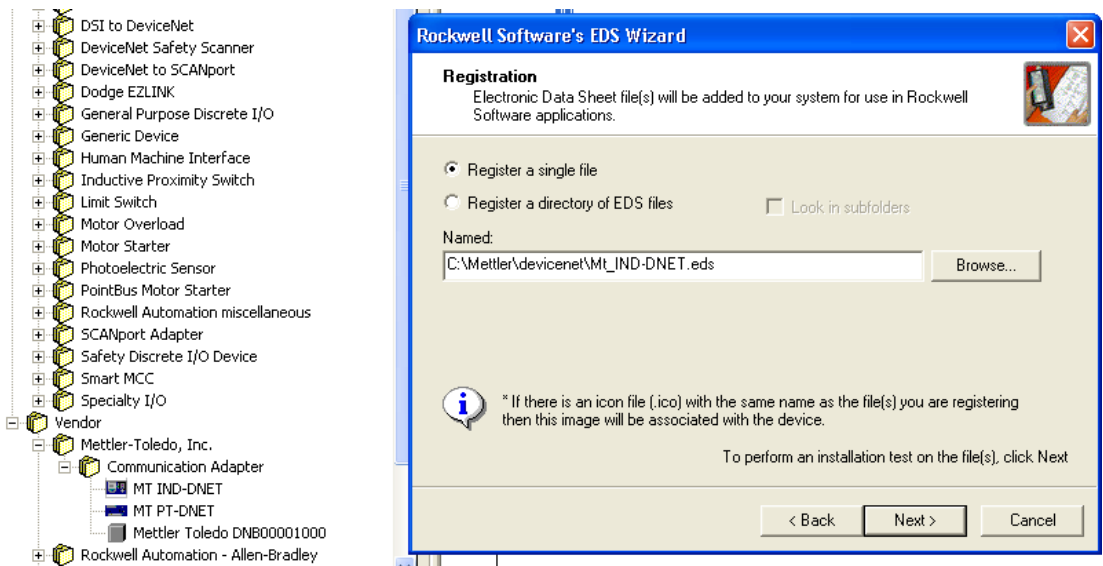 DSI to DeviceNet
DeviceNet Safety Scanner
DeviceNet to SCANport
Dodge EZLINK
General Purpose Discrete I/O
Generic Device
Human Machine Interface
Inductive Proximity Switch
Limit Switch
Motor Overload
Motor Starter
Photoelectric Sensor
PointBus Motor Starter
Rockwell Automation miscellaneous
SCANport Adapter
Safety Discrete I/O Device
Smart MCC
Specialty I/O
Vendor
Mettler-Toledo, Inc.
Communication Adapter
MT IND-DNET
MT PT-DNET
Mettler Toledo DNB00001000
Rockwell Automation - Allen-Bradley
Rockwell Software's EDS Wizard
Registration
Electronic Data Sheet file(s) will be added to your system for use in Rockwell
Software applications.
Register a single file
Register a directory of EDS files
Look in subfolders
Named:
C:\Mettler\devicenet\Mt_IND-DNET.eds
Browse...
* If there is an icon file (.ico) with the same name as the file(s) you are registering
then this image will be associated with the device.
To perform an installation test on the file(s), click Next
< Back
Next >
Cancel